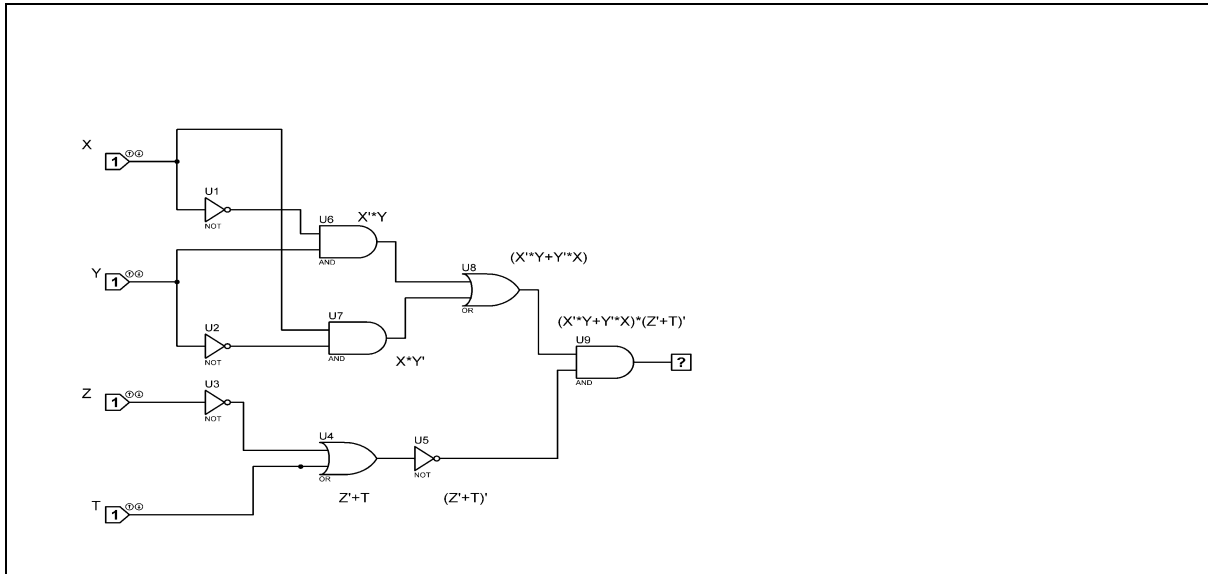 X
1
U1
NOT
U6
X'*Y
AND
Y
1
U8
(X'*Y+Y'*X)
OR
U2
NOT
U7
AND
X*Y'
(X'*Y+Y'*X)*(Z'+T)'
U9
AND
?
Z
1
U3
NOT
U4
OR
Z'+T
U5
NOT
(Z'+T)'
T
1